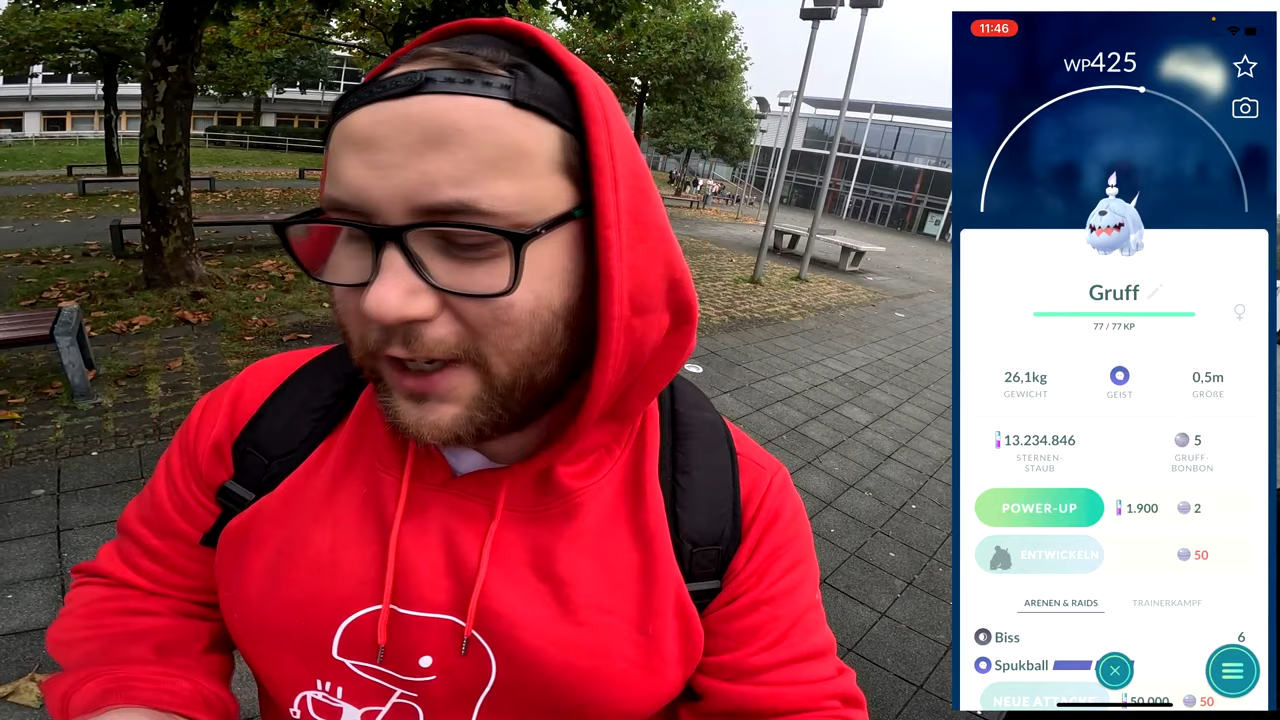 11:46
WP425
Gruff
77 / 77 KP
26,1kg
GEWICHT
GEIST
0,5m
GRÖßE
13.234.846
STERNEN-
STAUB
5
GRUFF-
BONBON
POWER-UP
1.900
2
ENTWICKELN
50
ARENEN & RAIDS
TRAINERKAMPF
Biss
6
Spukball
NEUE ATTACKE
50.000
50